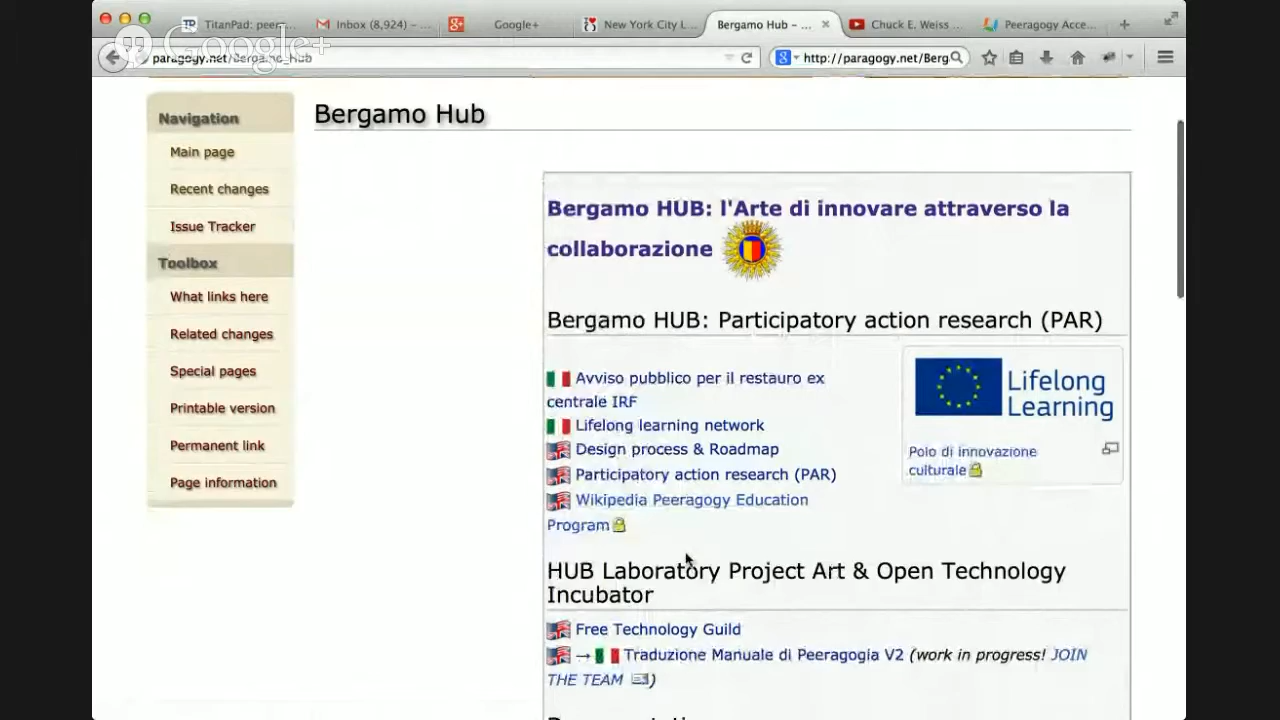 TitanPad: peer...
Inbox (8,924) – ...
Google+
New York City L...
Bergamo Hub – ...
Chuck E. Weiss ...
Peeragogy Acce...
Google+
paragogy.net/Bergamo_Hub
http://paragogy.net/Berg
Navigation
Main page
Recent changes
Issue Tracker
Toolbox
What links here
Related changes
Special pages
Printable version
Permanent link
Page information
Bergamo Hub
Bergamo HUB: l'Arte di innovare attraverso la
collaborazione
Bergamo HUB: Participatory action research (PAR)
Avviso pubblico per il restauro ex
centrale IRF
Lifelong learning network
Design process & Roadmap
Participatory action research (PAR)
Wikipedia Peeragogy Education
Program
Lifelong
Learning
Polo di innovazione
culturale
HUB Laboratory Project Art & Open Technology
Incubator
Free Technology Guild
→ Traduzione Manuale di Peeragogia V2 (work in progress! JOIN
THE TEAM )